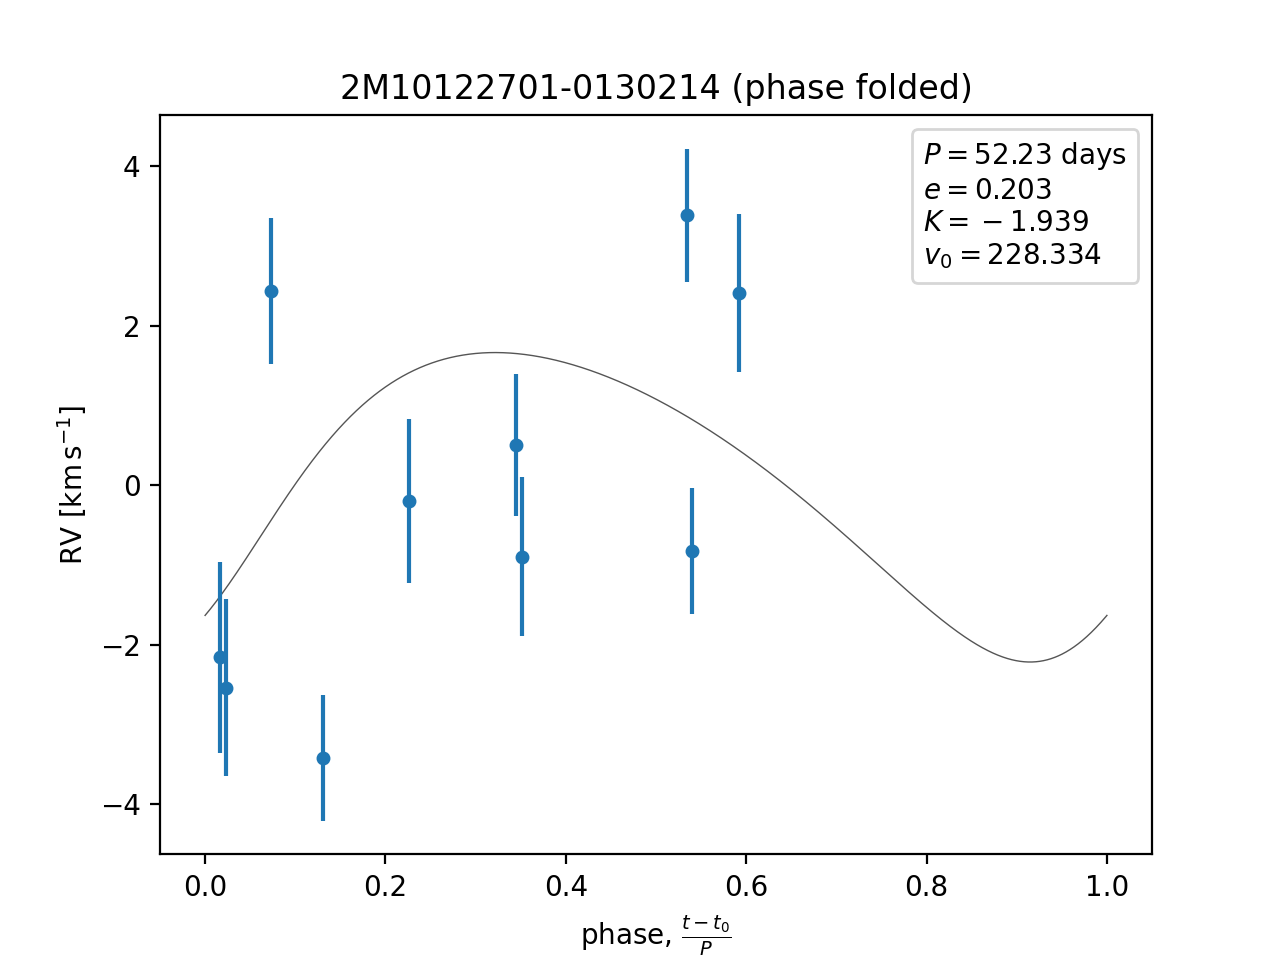 2M10122701-0130214 (phase folded)
P = 52.23 days
e = 0.203
K = −1.939
v₀ = 228.334
4
2
0
−2
−4
RV [km s⁻¹]
0.0 0.2 0.4 0.6 0.8 1.0
phase, (t − t₀)/P